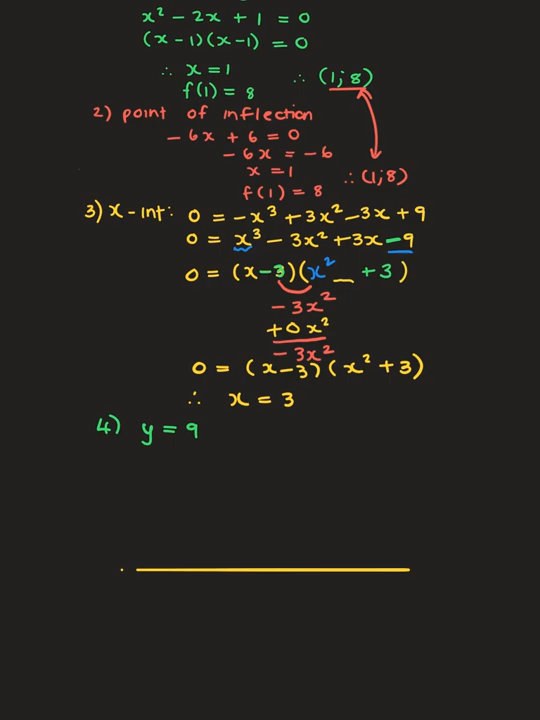 x² - 2x + 1 = 0
(x - 1)(x - 1) = 0
∴ x = 1 ∴ (1; 8)
f(1) = 8
2) point of inflection
- 6x + 6 = 0
- 6x = - 6
x = 1
f(1) = 8 ∴ (1; 8)
3) x - int: 0 = - x³ + 3x² - 3x + 9
0 = x³ - 3x² + 3x - 9
0 = (x - 3)(x² _ + 3)
- 3x²
+ 0x²
- 3x²
0 = (x - 3)(x² + 3)
∴ x = 3
4) y = 9